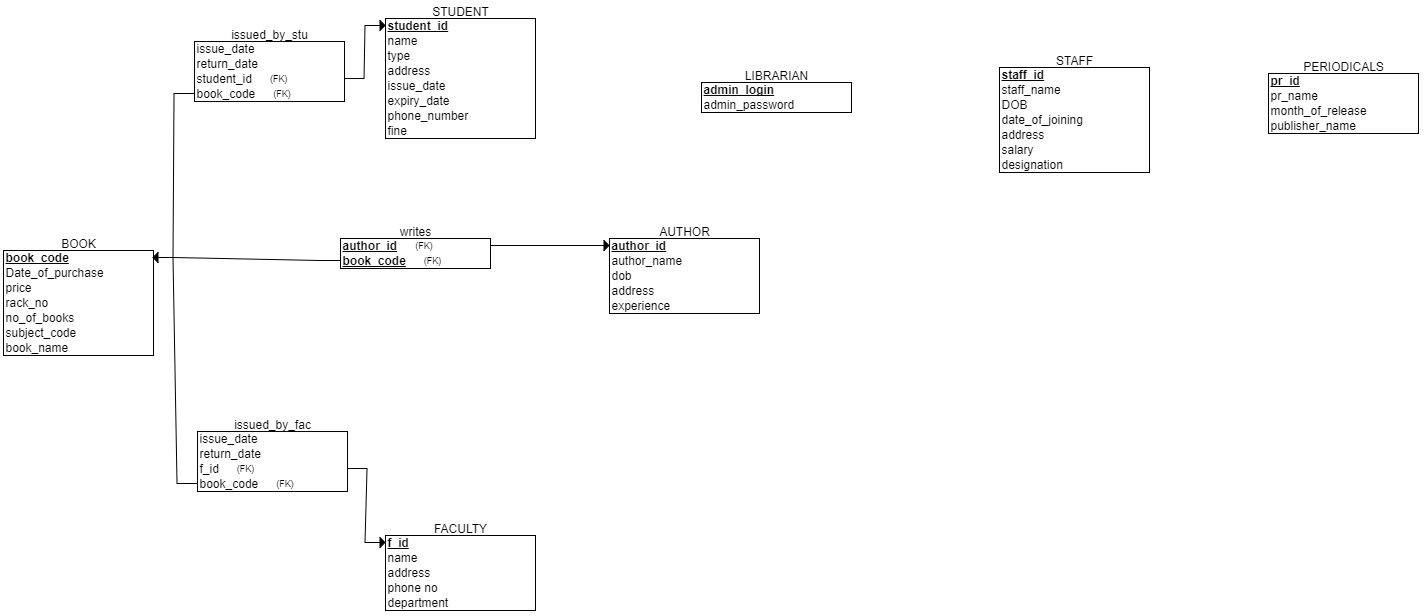 STUDENT
student_id
name
type
address
issue_date
expiry_date
phone_number
fine
issued_by_stu
issue_date
return_date
student_id (FK)
book_code (FK)
LIBRARIAN
admin_login
admin_password
STAFF
staff_id
staff_name
DOB
date_of_joining
address
salary
designation
PERIODICALS
pr_id
pr_name
month_of_release
publisher_name
BOOK
book_code
Date_of_purchase
price
rack_no
no_of_books
subject_code
book_name
writes
author_id (FK)
book_code (FK)
AUTHOR
author_id
author_name
dob
address
experience
issued_by_fac
issue_date
return_date
f_id (FK)
book_code (FK)
FACULTY
f_id
name
address
phone no
department